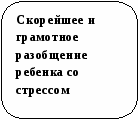 Скорейшее и
грамотное
разобщение
ребенка со
стрессом